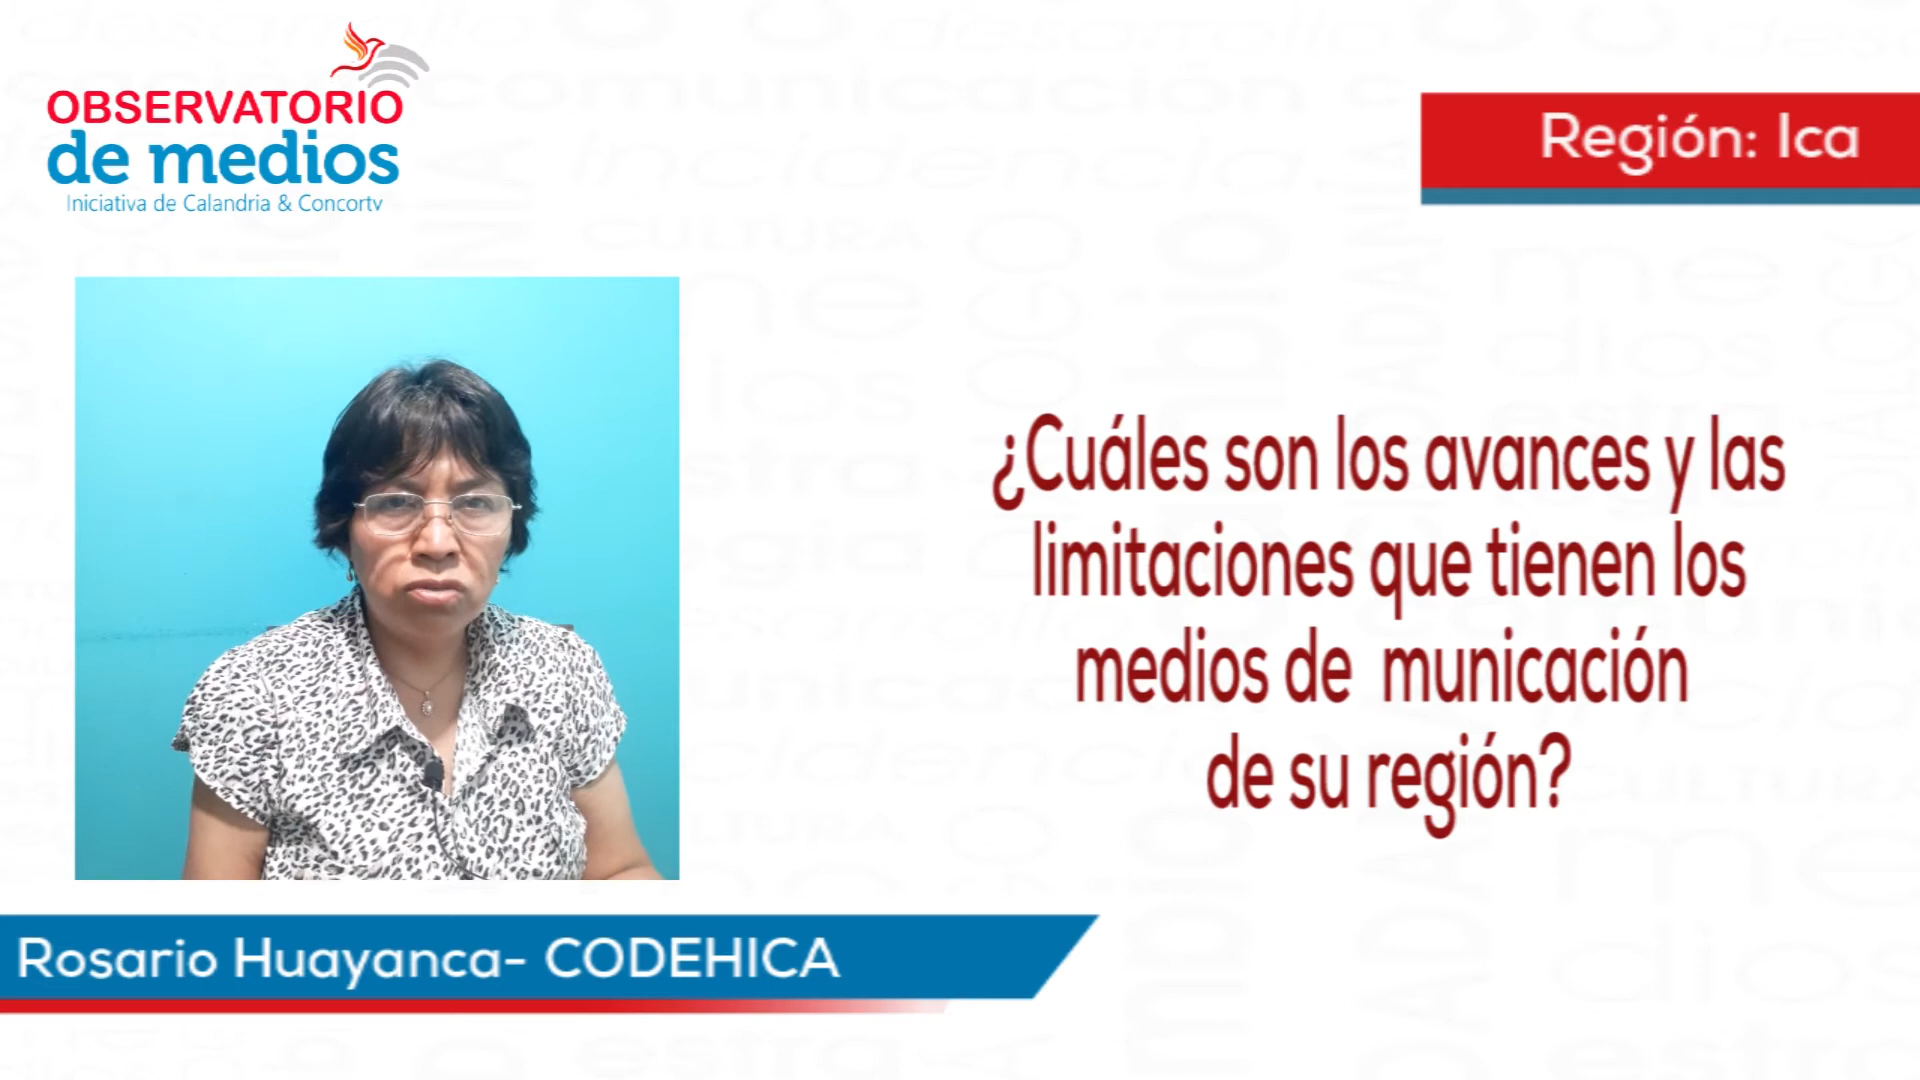 OBSERVATORIO
de medios
Iniciativa de Calandria & Concortv
Región: Ica
¿Cuáles son los avances y las
limitaciones que tienen los
medios de municación
de su región?
Rosario Huayanca- CODEHICA